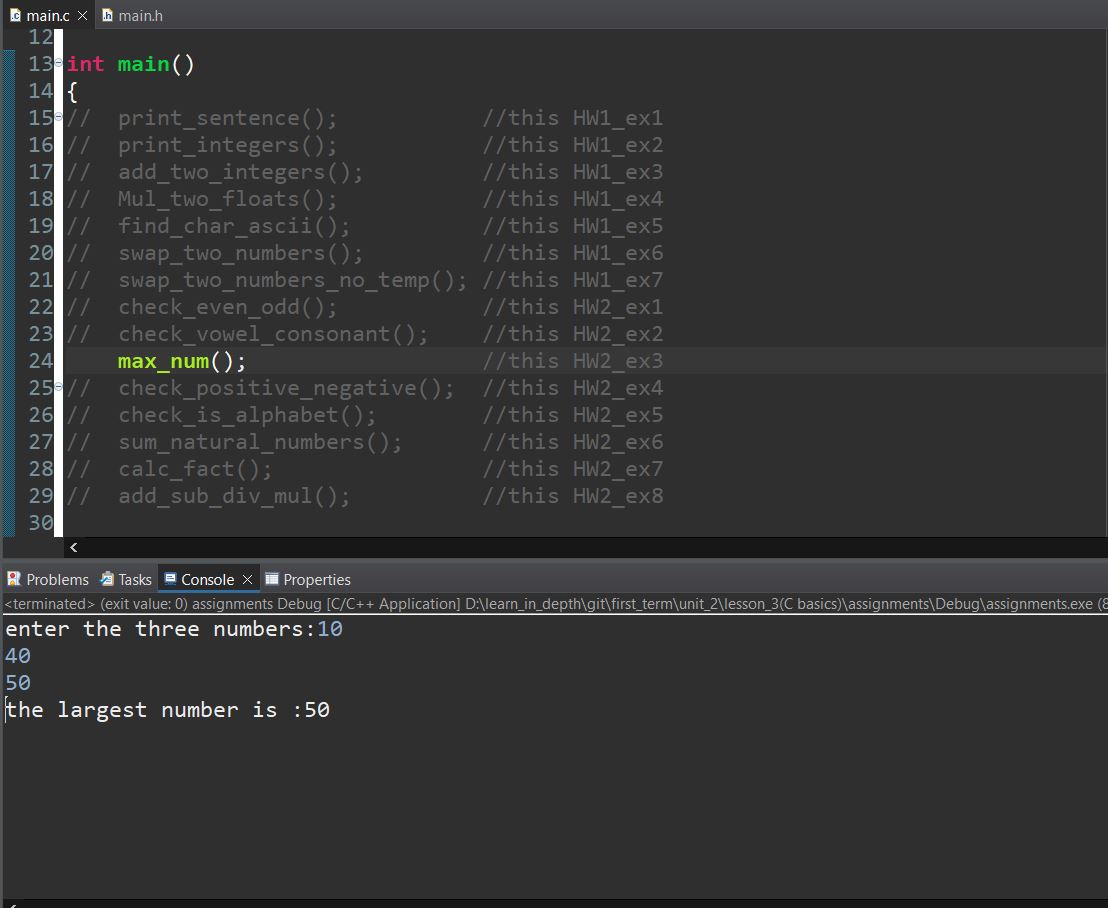 main.c main.h
12
13 int main()
14 {
15 // print_sentence(); //this HW1_ex1
16 // print_integers(); //this HW1_ex2
17 // add_two_integers(); //this HW1_ex3
18 // Mul_two_floats(); //this HW1_ex4
19 // find_char_ascii(); //this HW1_ex5
20 // swap_two_numbers(); //this HW1_ex6
21 // swap_two_numbers_no_temp(); //this HW1_ex7
22 // check_even_odd(); //this HW2_ex1
23 // check_vowel_consonant(); //this HW2_ex2
24 max_num(); //this HW2_ex3
25 // check_positive_negative(); //this HW2_ex4
26 // check_is_alphabet(); //this HW2_ex5
27 // sum_natural_numbers(); //this HW2_ex6
28 // calc_fact(); //this HW2_ex7
29 // add_sub_div_mul(); //this HW2_ex8
30
Problems Tasks Console Properties
<terminated> (exit value: 0) assignments Debug [C/C++ Application] D:\learn_in_depth\git\first_term\unit_2\lesson_3(C basics)\assignments\Debug\assignments.exe (8
enter the three numbers:10
40
50
the largest number is :50